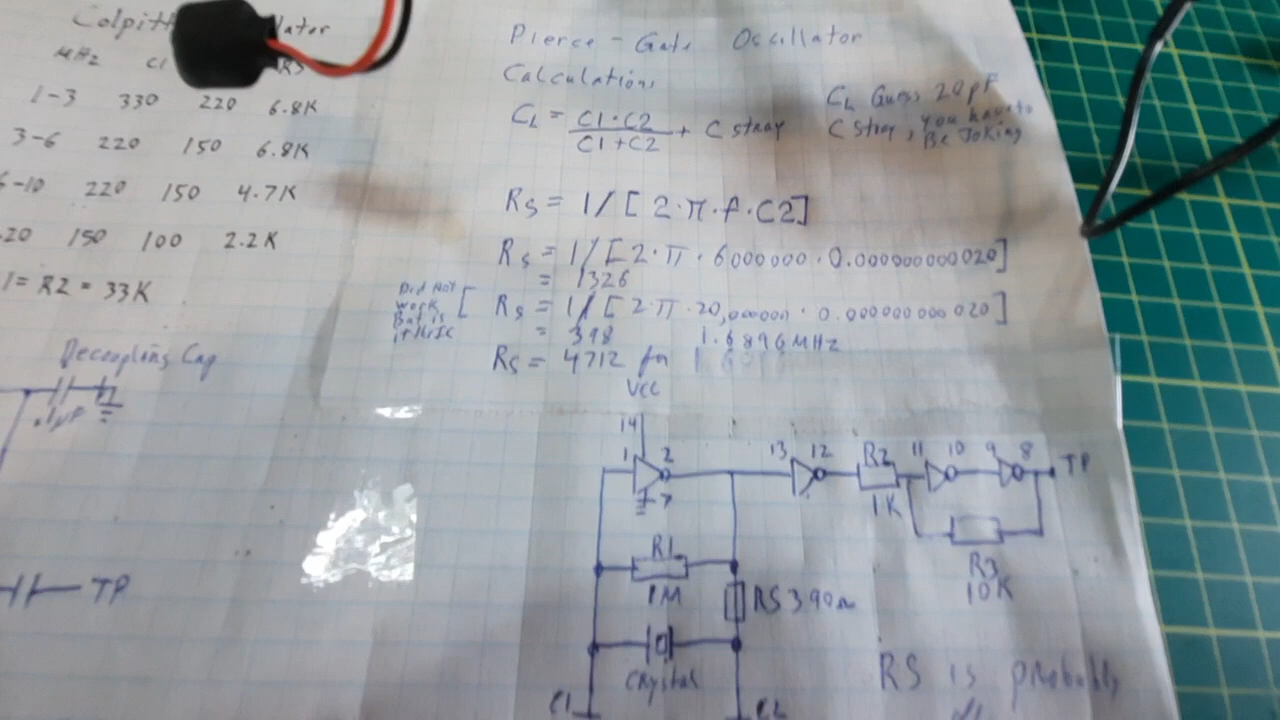 Colpitt
MHz C1
1-3 330 220 6.8K
3-6 220 150 6.8K
6-10 220 150 4.7K
20 150 100 2.2K
1 = R2 = 33K
Decoupling Cap
.1µF
TP
Pierce-Gate Oscillator
Calculations
CL = C1·C2 / C1+C2 + C stray
CL Guess 20pF
C Stray, you have to
Be Joking
Rs = 1/[2·π·f·C2]
Rs = 1/[2·π·6000000·0.000000000020]
= 1326
Did Not
work
But is
in
Rs = 1/[2·π·20,000000·0.000000000020]
= 398 1.6896MHz
Rs = 4712 for 1.6896
Vcc
14
1 2 13 12 R2 11 10 9 8 TP
7 1K
R1 R3
1M 10K
RS 390Ω
Crystal
RS is probably
C1 C2